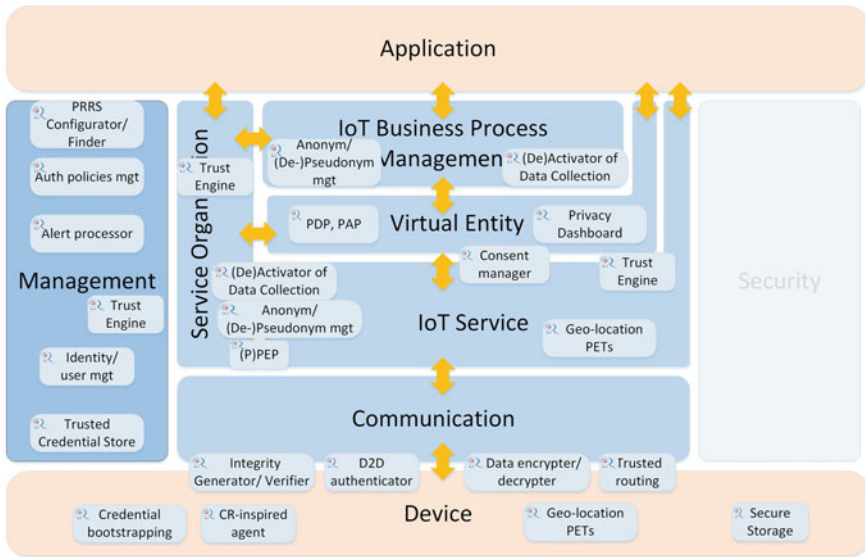 Application
PRRS
Configurator/
Finder
Auth policies mgt
Alert processor
Management
Trust
Engine
Identity/
user mgt
Trusted
Credential Store
Service Organ
ion
Trust
Engine
IoT Business Process
Managemen
Anonym/
(De-)Pseudonym
mgt
(De)Activator of
Data Collection
PDP, PAP
Virtual Entity
Privacy
Dashboard
Consent
manager
Trust
Engine
(De)Activator of
Data Collection
Anonym/
(De-)Pseudonym mgt
(P)PEP
IoT Service
Geo-location
PETs
Security
Communication
Integrity
Generator/ Verifier
D2D
authenticator
Data encrypter/
decrypter
Trusted
routing
Device
Credential
bootstrapping
CR-inspired
agent
Geo-location
PETs
Secure
Storage